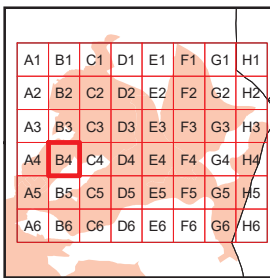 A1 B1 C1 D1 E1 F1 G1 H1
A2 B2 C2 D2 E2 F2 G2 H2
A3 B3 C3 D3 E3 F3 G3 H3
A4 B4 C4 D4 E4 F4 G4 H4
A5 B5 C5 D5 E5 F5 G5 H5
A6 B6 C6 D6 E6 F6 G6 H6